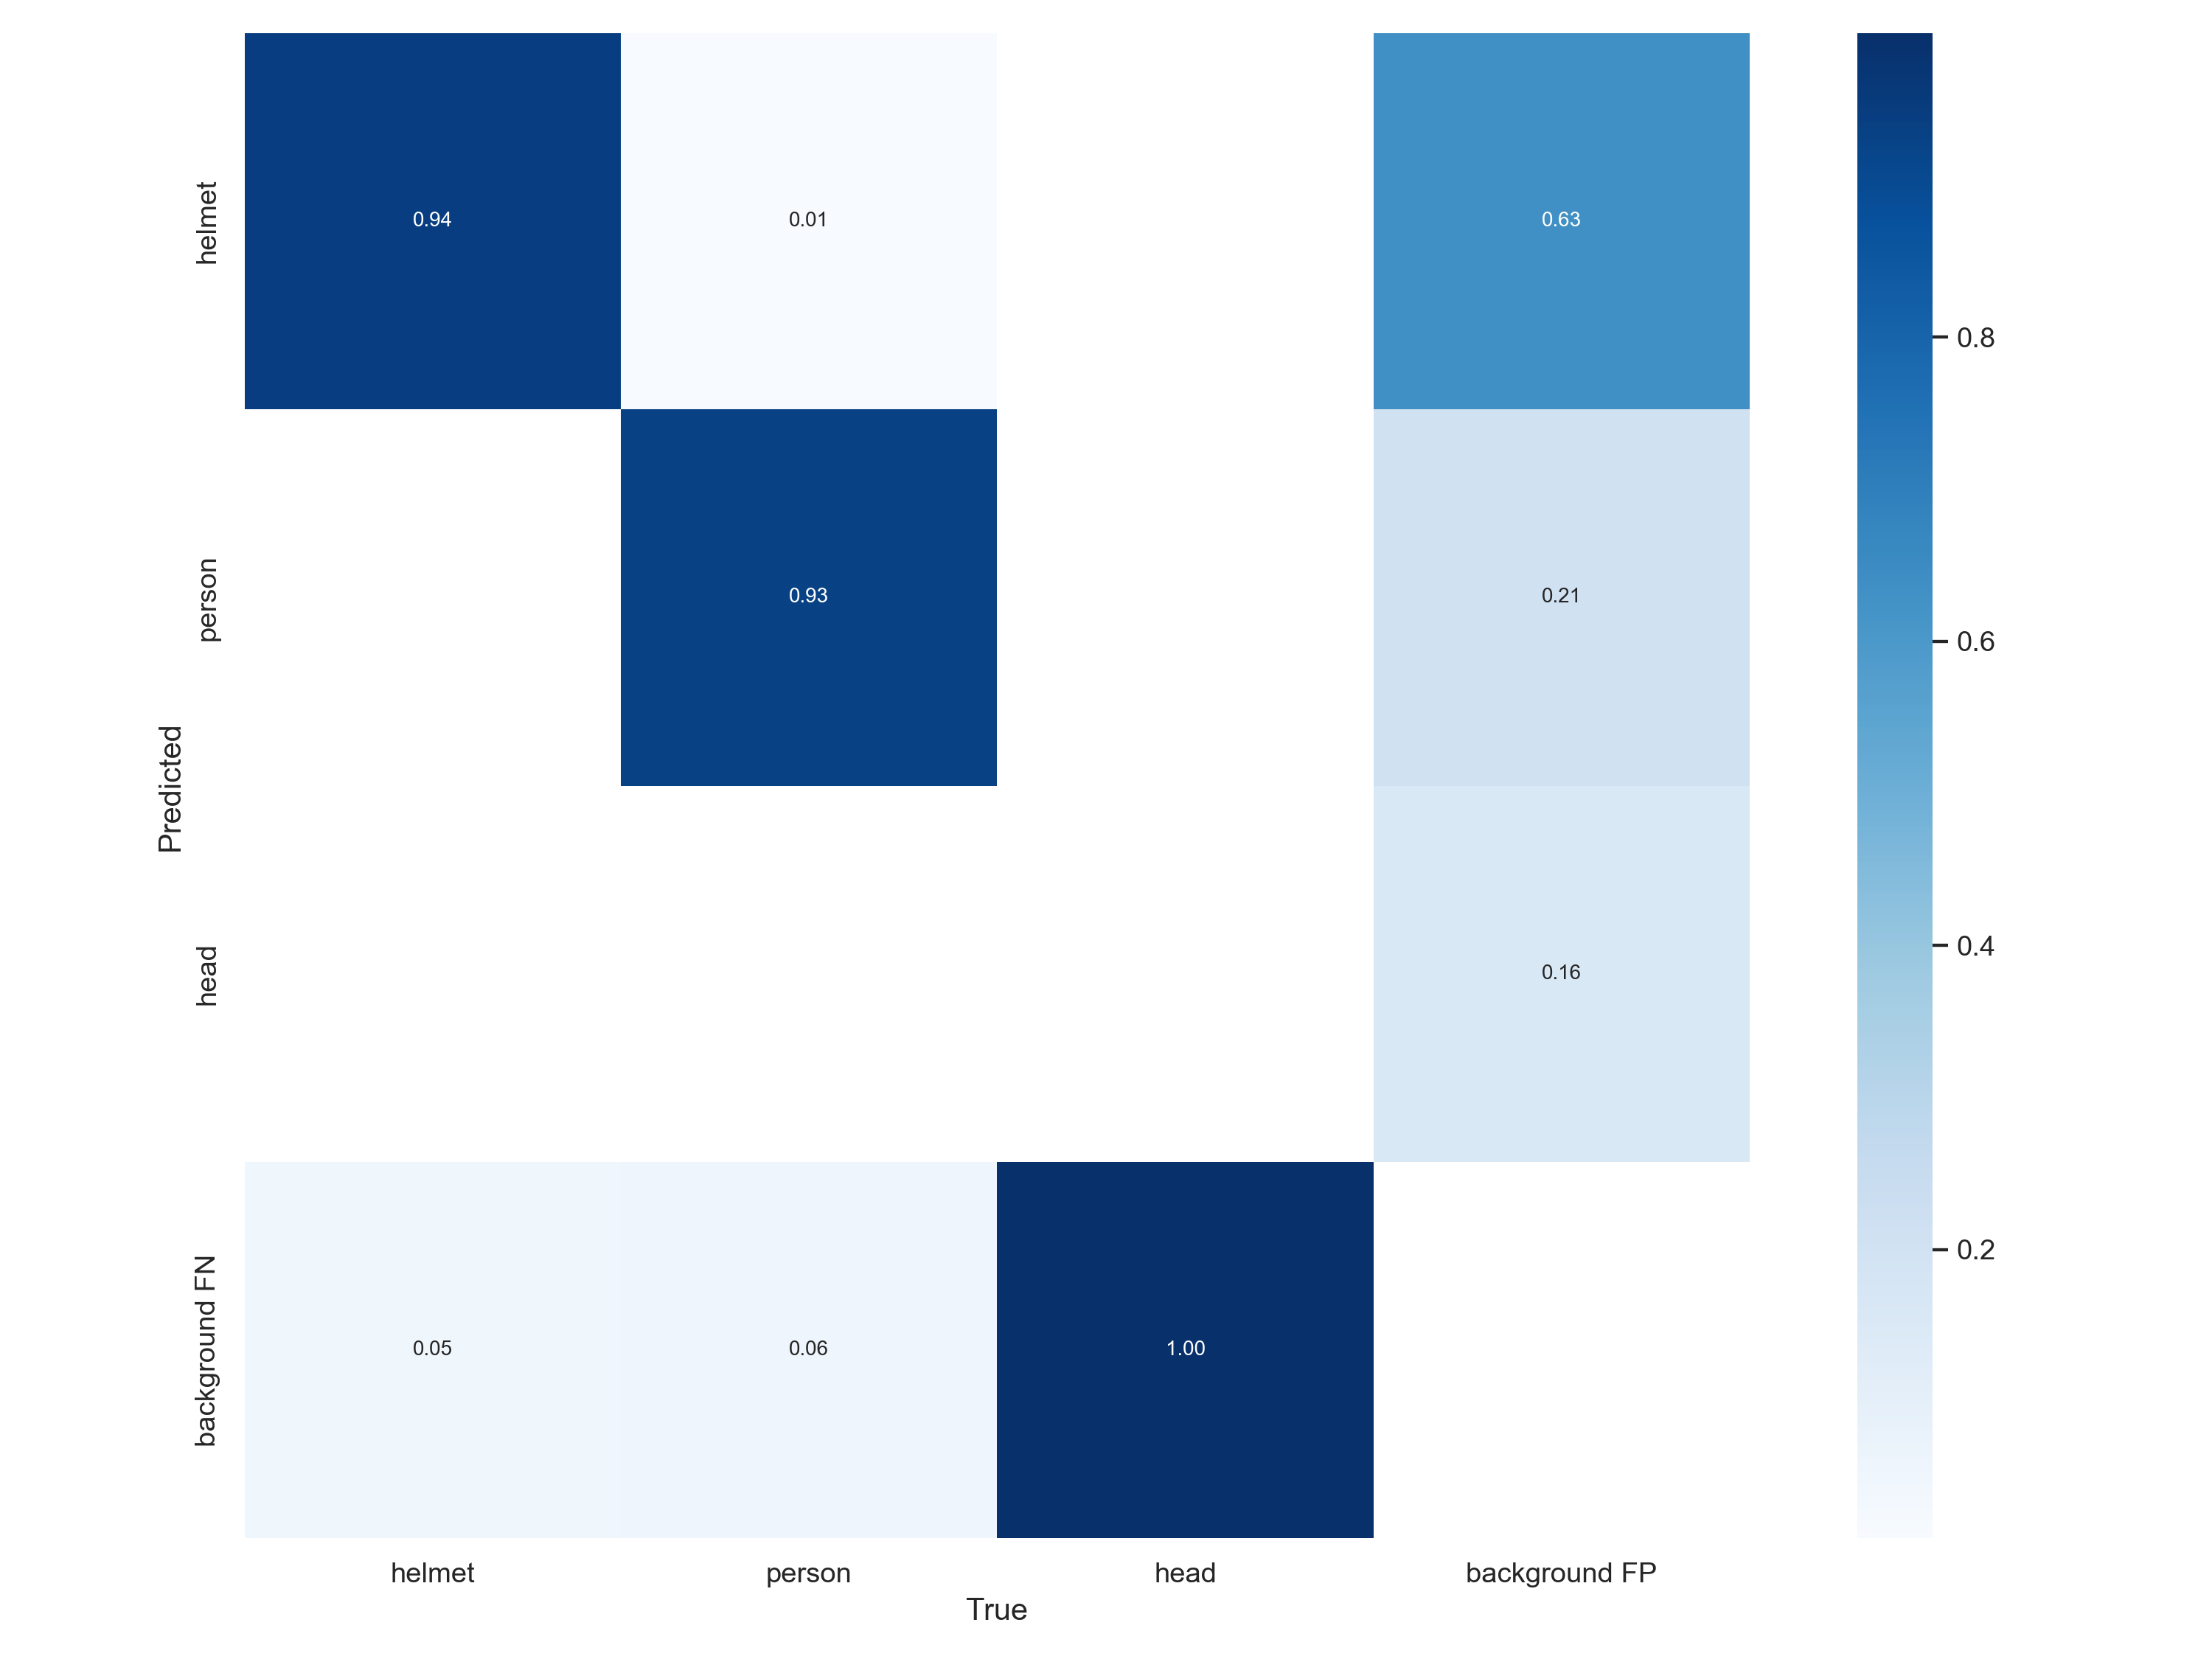 helmet
0.94
0.01
0.63
0.8
person
0.93
0.21
0.6
Predicted
head
0.16
0.4
background FN
0.05
0.06
1.00
0.2
helmet
person
head
background FP
True